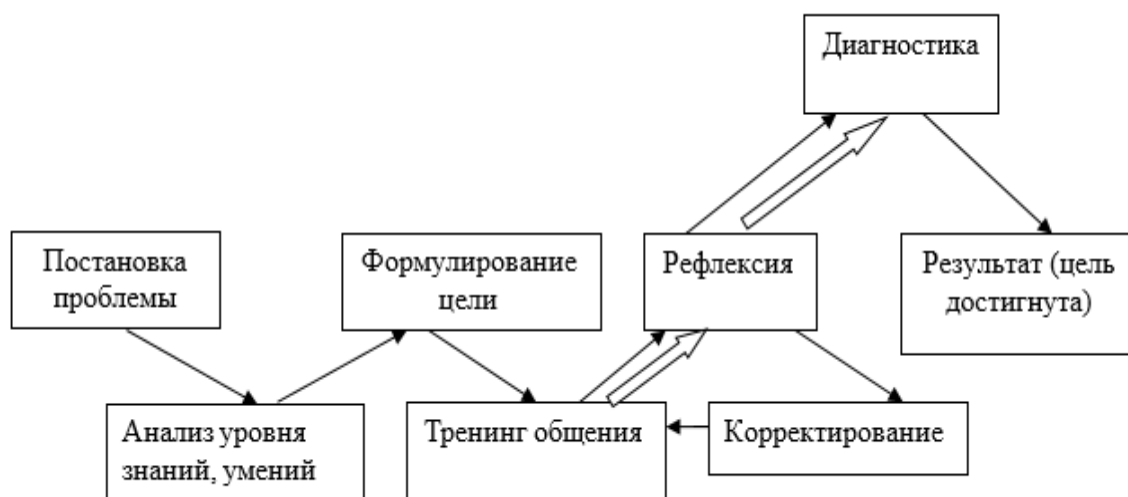 Диагностика
Постановка
проблемы
Формулирование
цели
Рефлексия
Результат (цель
достигнута)
Анализ уровня
знаний, умений
Тренинг общения
Корректирование